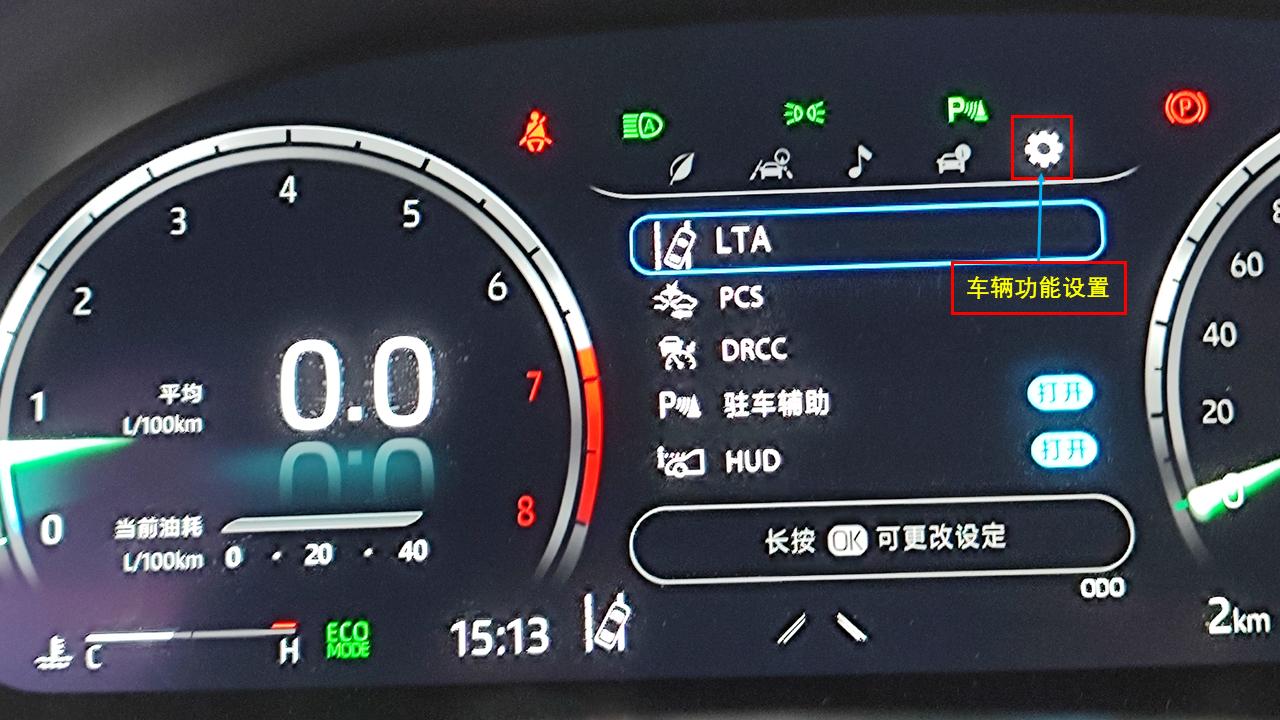 A
P
P
4
3
5
2
6
1
7
0
8
平均
L/100km
0.0
当前油耗
L/100km
0 · 20 · 40
C
H
ECO
MODE
15:13
LTA
车辆功能设置
PCS
DRCC
P 驻车辅助
打开
HUD
打开
长按 OK 可更改设定
ODO
2km
8
60
40
20
0